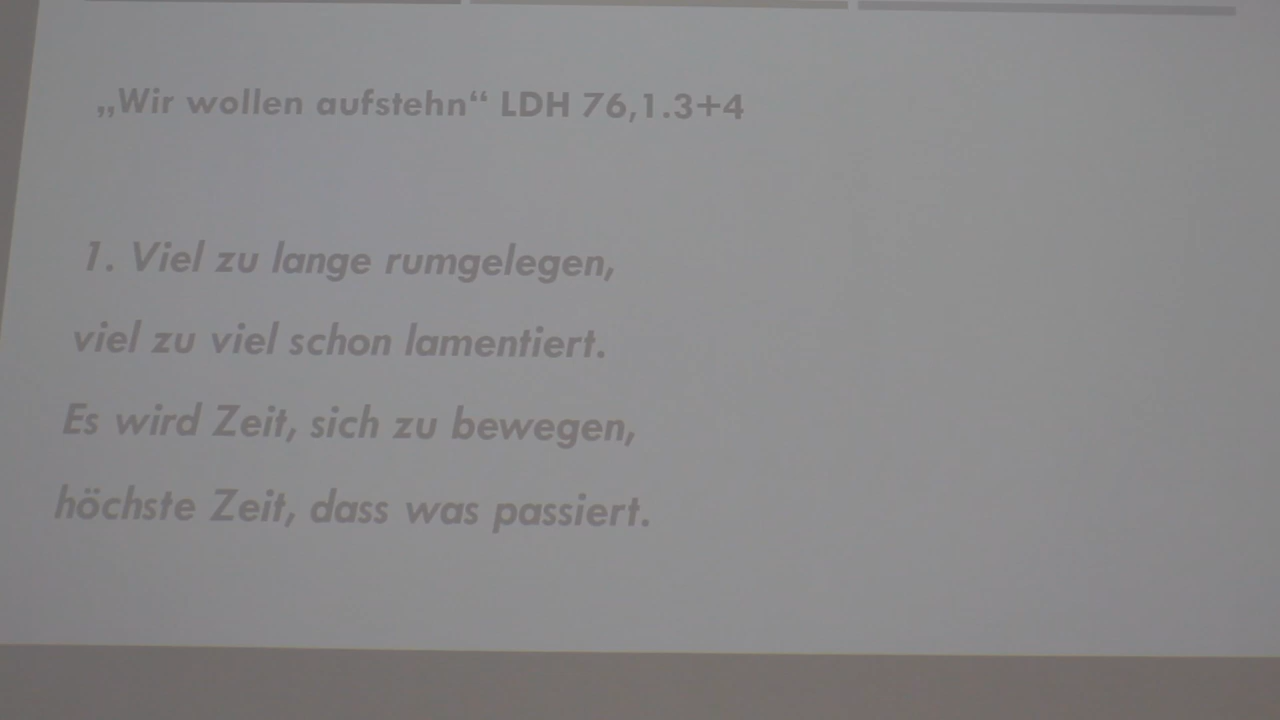 „Wir wollen aufstehn“ LDH 76,1.3+4
1. Viel zu lange rumgelegen,
viel zu viel schon lamentiert.
Es wird Zeit, sich zu bewegen,
höchste Zeit, dass was passiert.